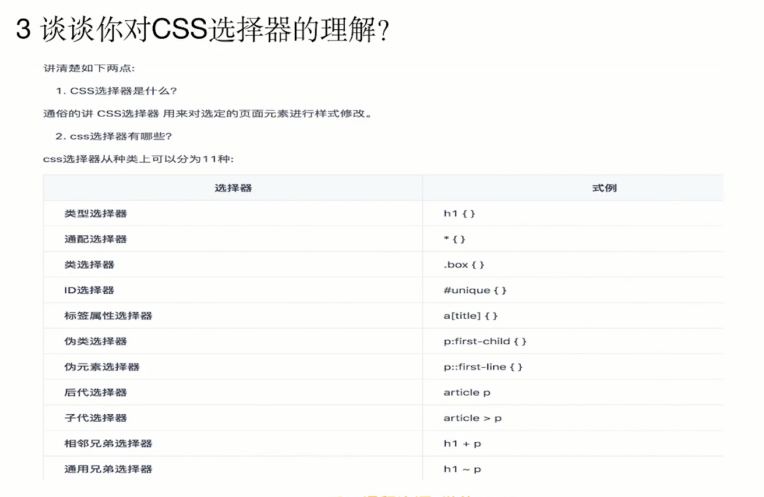 3 谈谈你对CSS选择器的理解？
讲清楚如下两点:
1. CSS选择器是什么?
通俗的讲 CSS选择器 用来对选定的页面元素进行样式修改。
2. css选择器有哪些?
css选择器从种类上可以分为11种:
选择器 式例
类型选择器 h1 { }
通配选择器 * { }
类选择器 .box { }
ID选择器 #unique { }
标签属性选择器 a[title] { }
伪类选择器 p:first-child { }
伪元素选择器 p::first-line { }
后代选择器 article p
子代选择器 article > p
相邻兄弟选择器 h1 + p
通用兄弟选择器 h1 ~ p